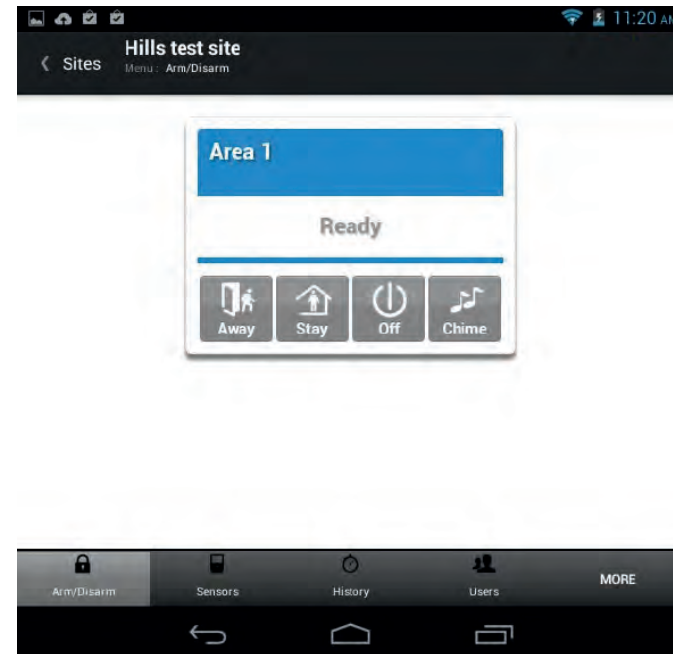 11:20 AM
Sites
Hills test site
Menu: Arm/Disarm
Area 1
Ready
Away Stay Off Chime
Arm/Disarm Sensors History Users MORE